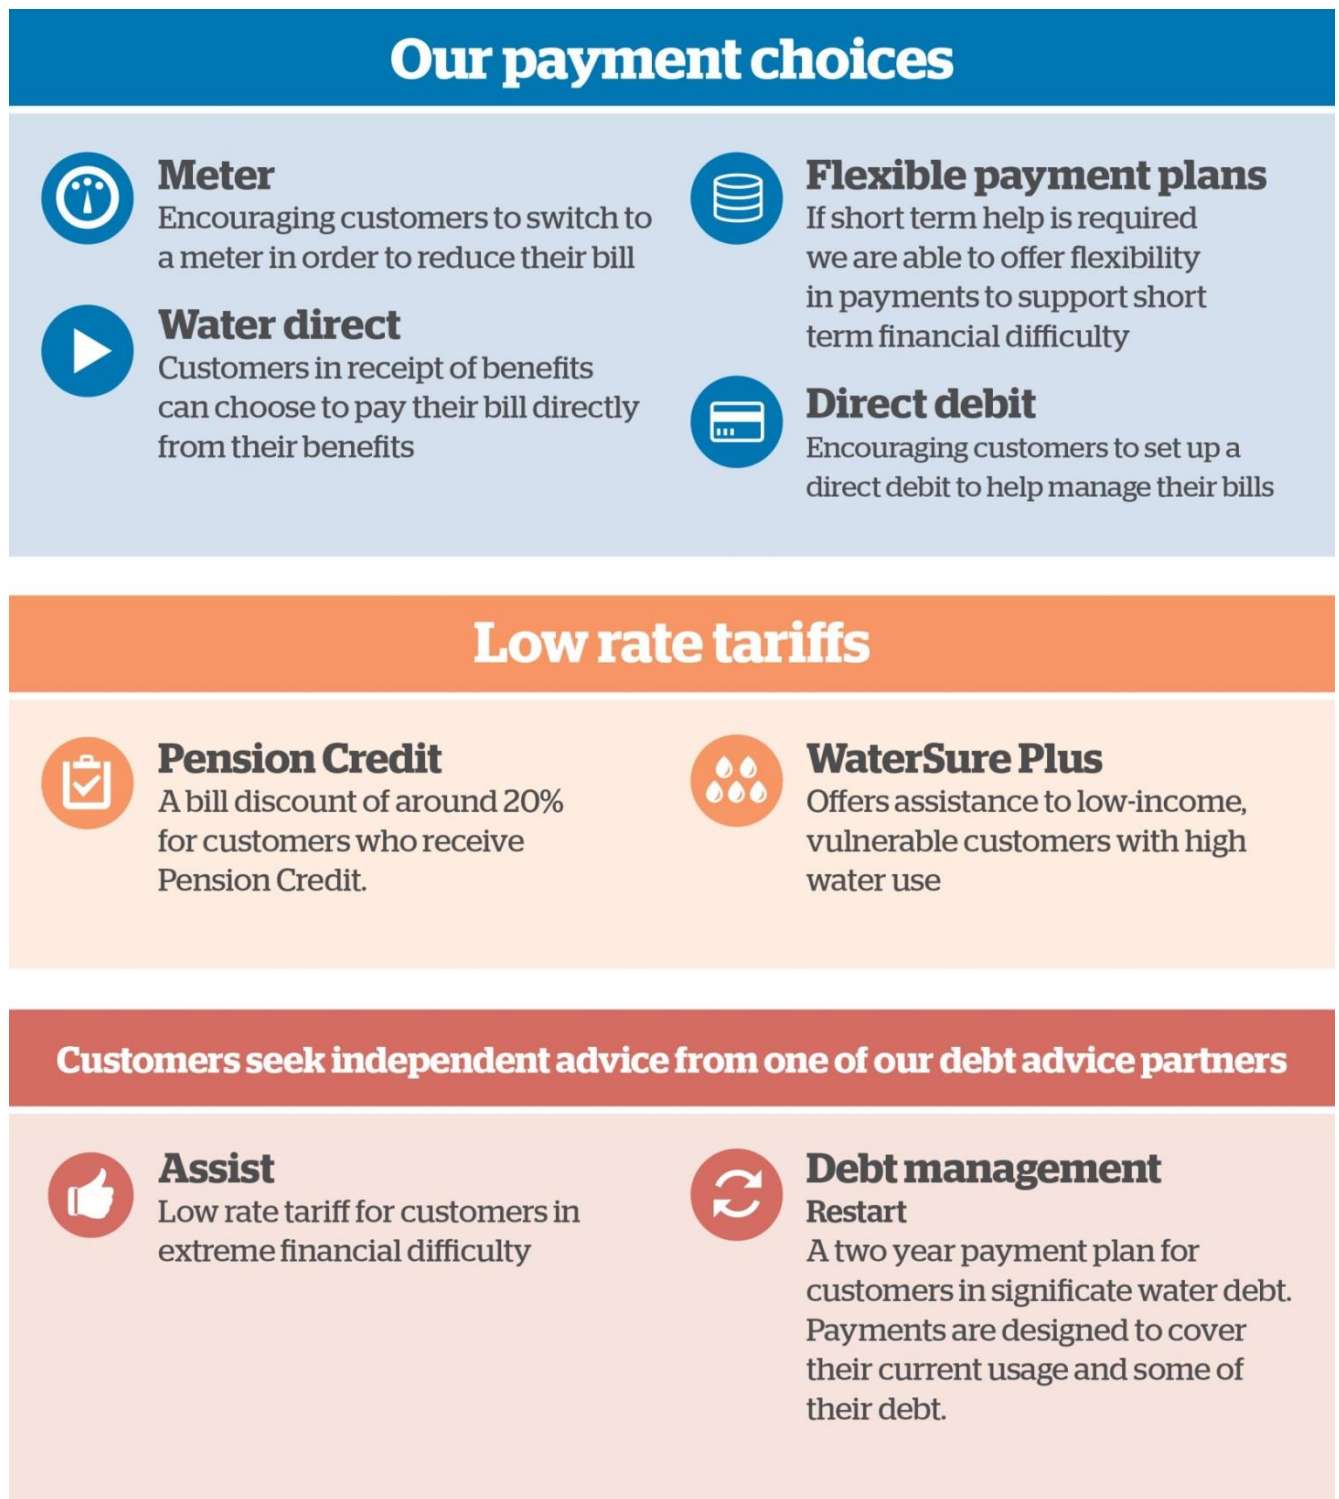 Our payment choices
Meter
Encouraging customers to switch to
a meter in order to reduce their bill
Water direct
Customers in receipt of benefits
can choose to pay their bill directly
from their benefits
Flexible payment plans
If short term help is required
we are able to offer flexibility
in payments to support short
term financial difficulty
Direct debit
Encouraging customers to set up a
direct debit to help manage their bills
Low rate tariffs
Pension Credit
A bill discount of around 20%
for customers who receive
Pension Credit.
WaterSure Plus
Offers assistance to low-income,
vulnerable customers with high
water use
Customers seek independent advice from one of our debt advice partners
Assist
Low rate tariff for customers in
extreme financial difficulty
Debt management
Restart
A two year payment plan for
customers in significate water debt.
Payments are designed to cover
their current usage and some of
their debt.